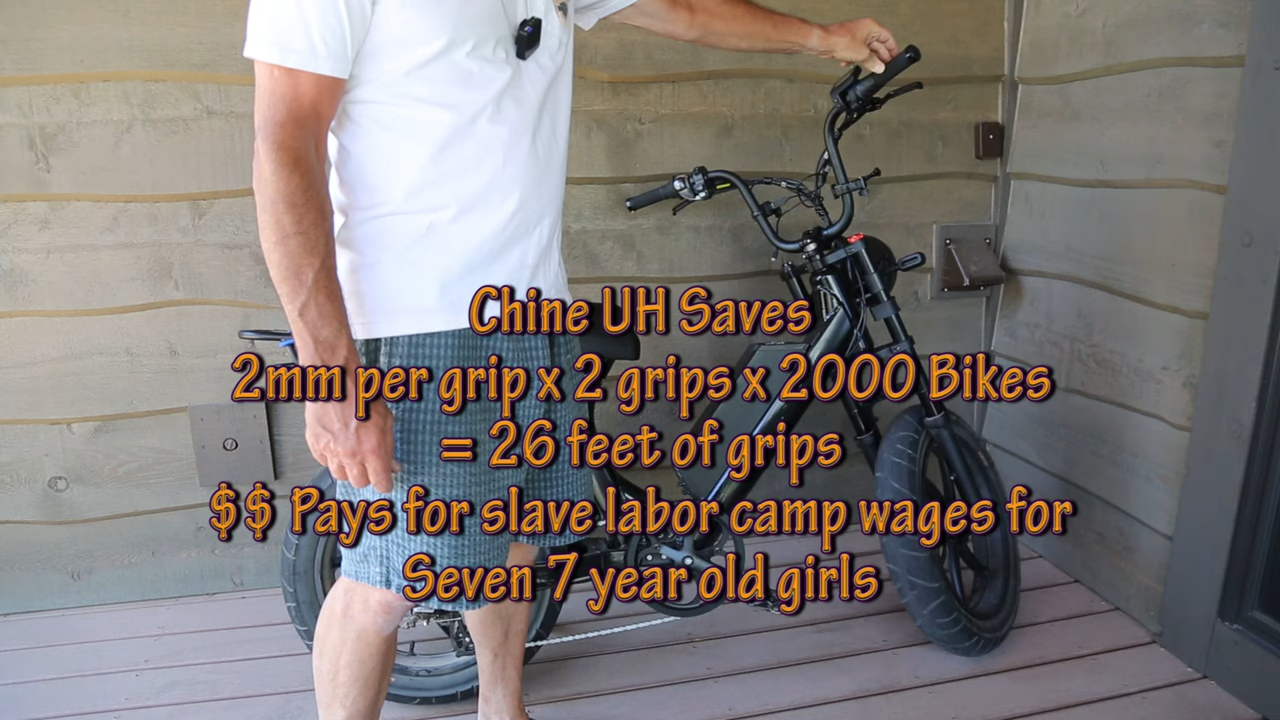 Chine UH Saves
2mm per grip x 2 grips x 2000 Bikes
= 26 feet of grips
$$ Pays for slave labor camp wages for
Seven 7 year old girls